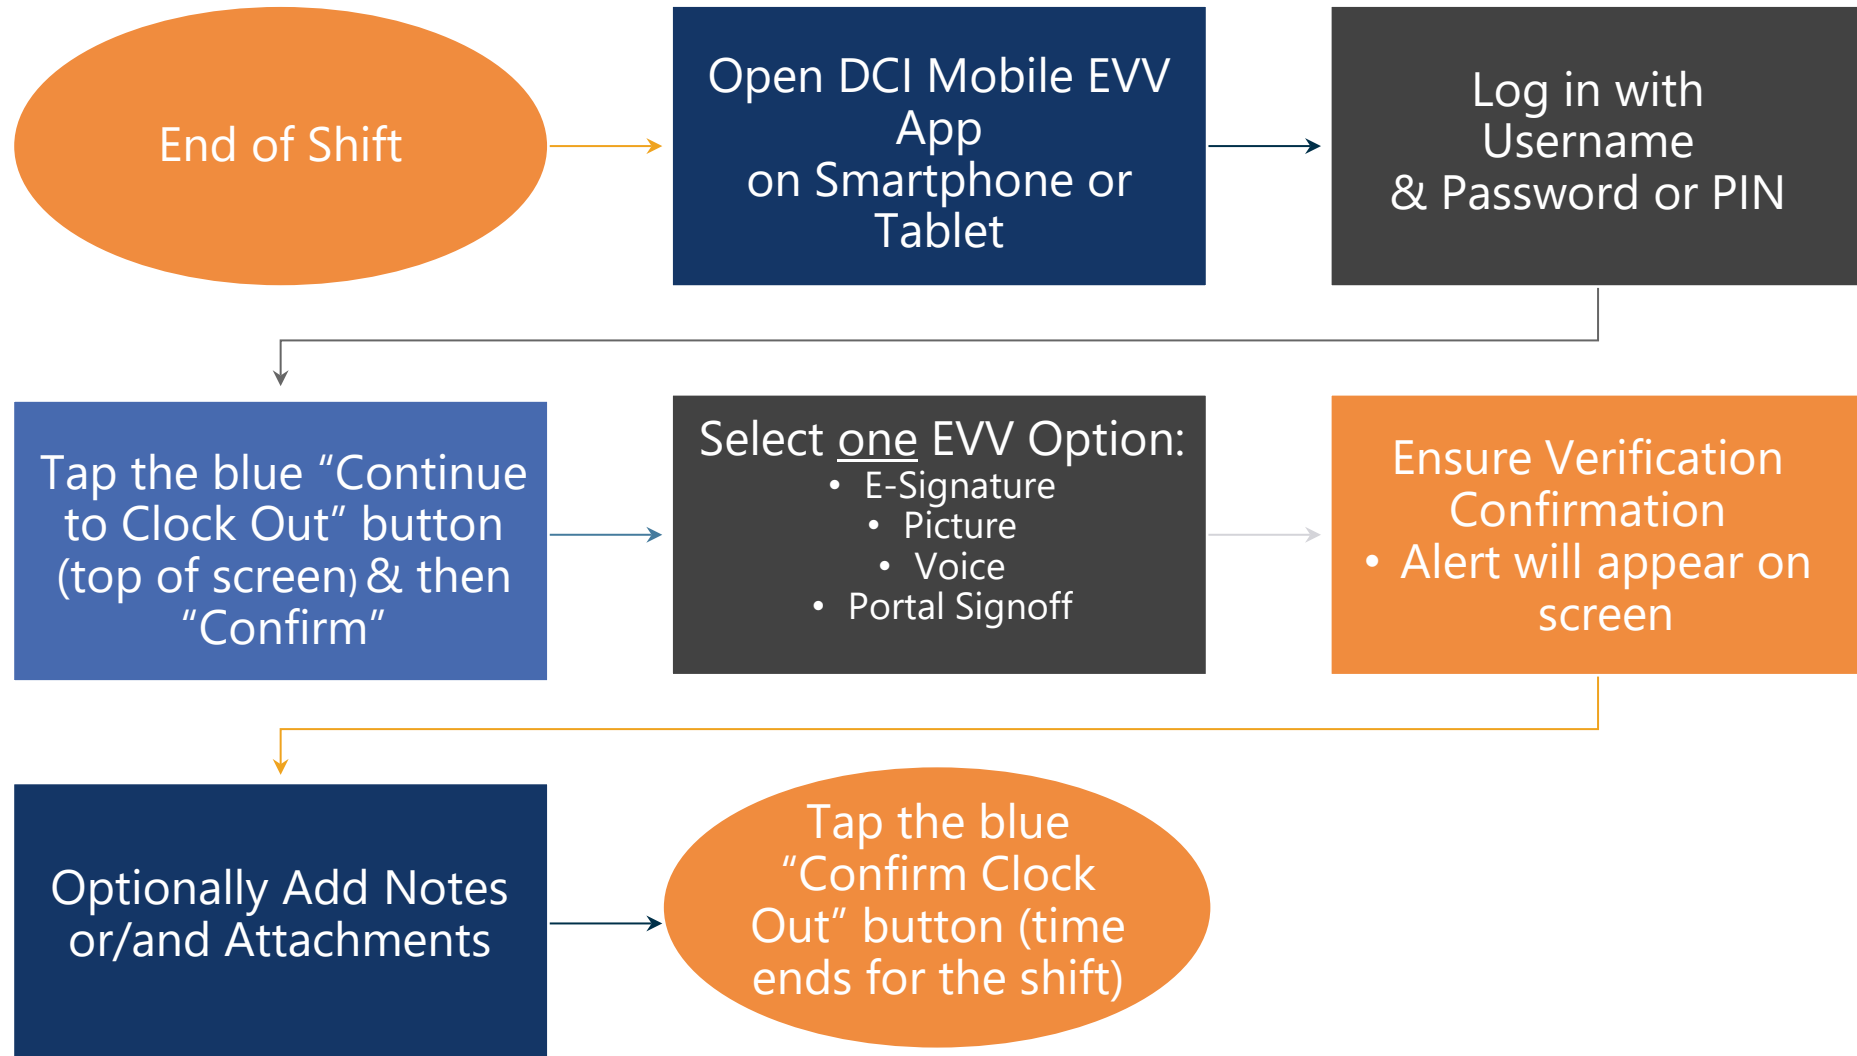 End of Shift
Open DCI Mobile EVV
App
on Smartphone or
Tablet
Log in with
Username
& Password or PIN
Tap the blue “Continue
to Clock Out” button
(top of screen) & then
“Confirm”
Select one EVV Option:
• E-Signature
• Picture
• Voice
• Portal Signoff
Ensure Verification
Confirmation
• Alert will appear on
screen
Optionally Add Notes
or/and Attachments
Tap the blue
“Confirm Clock
Out” button (time
ends for the shift)